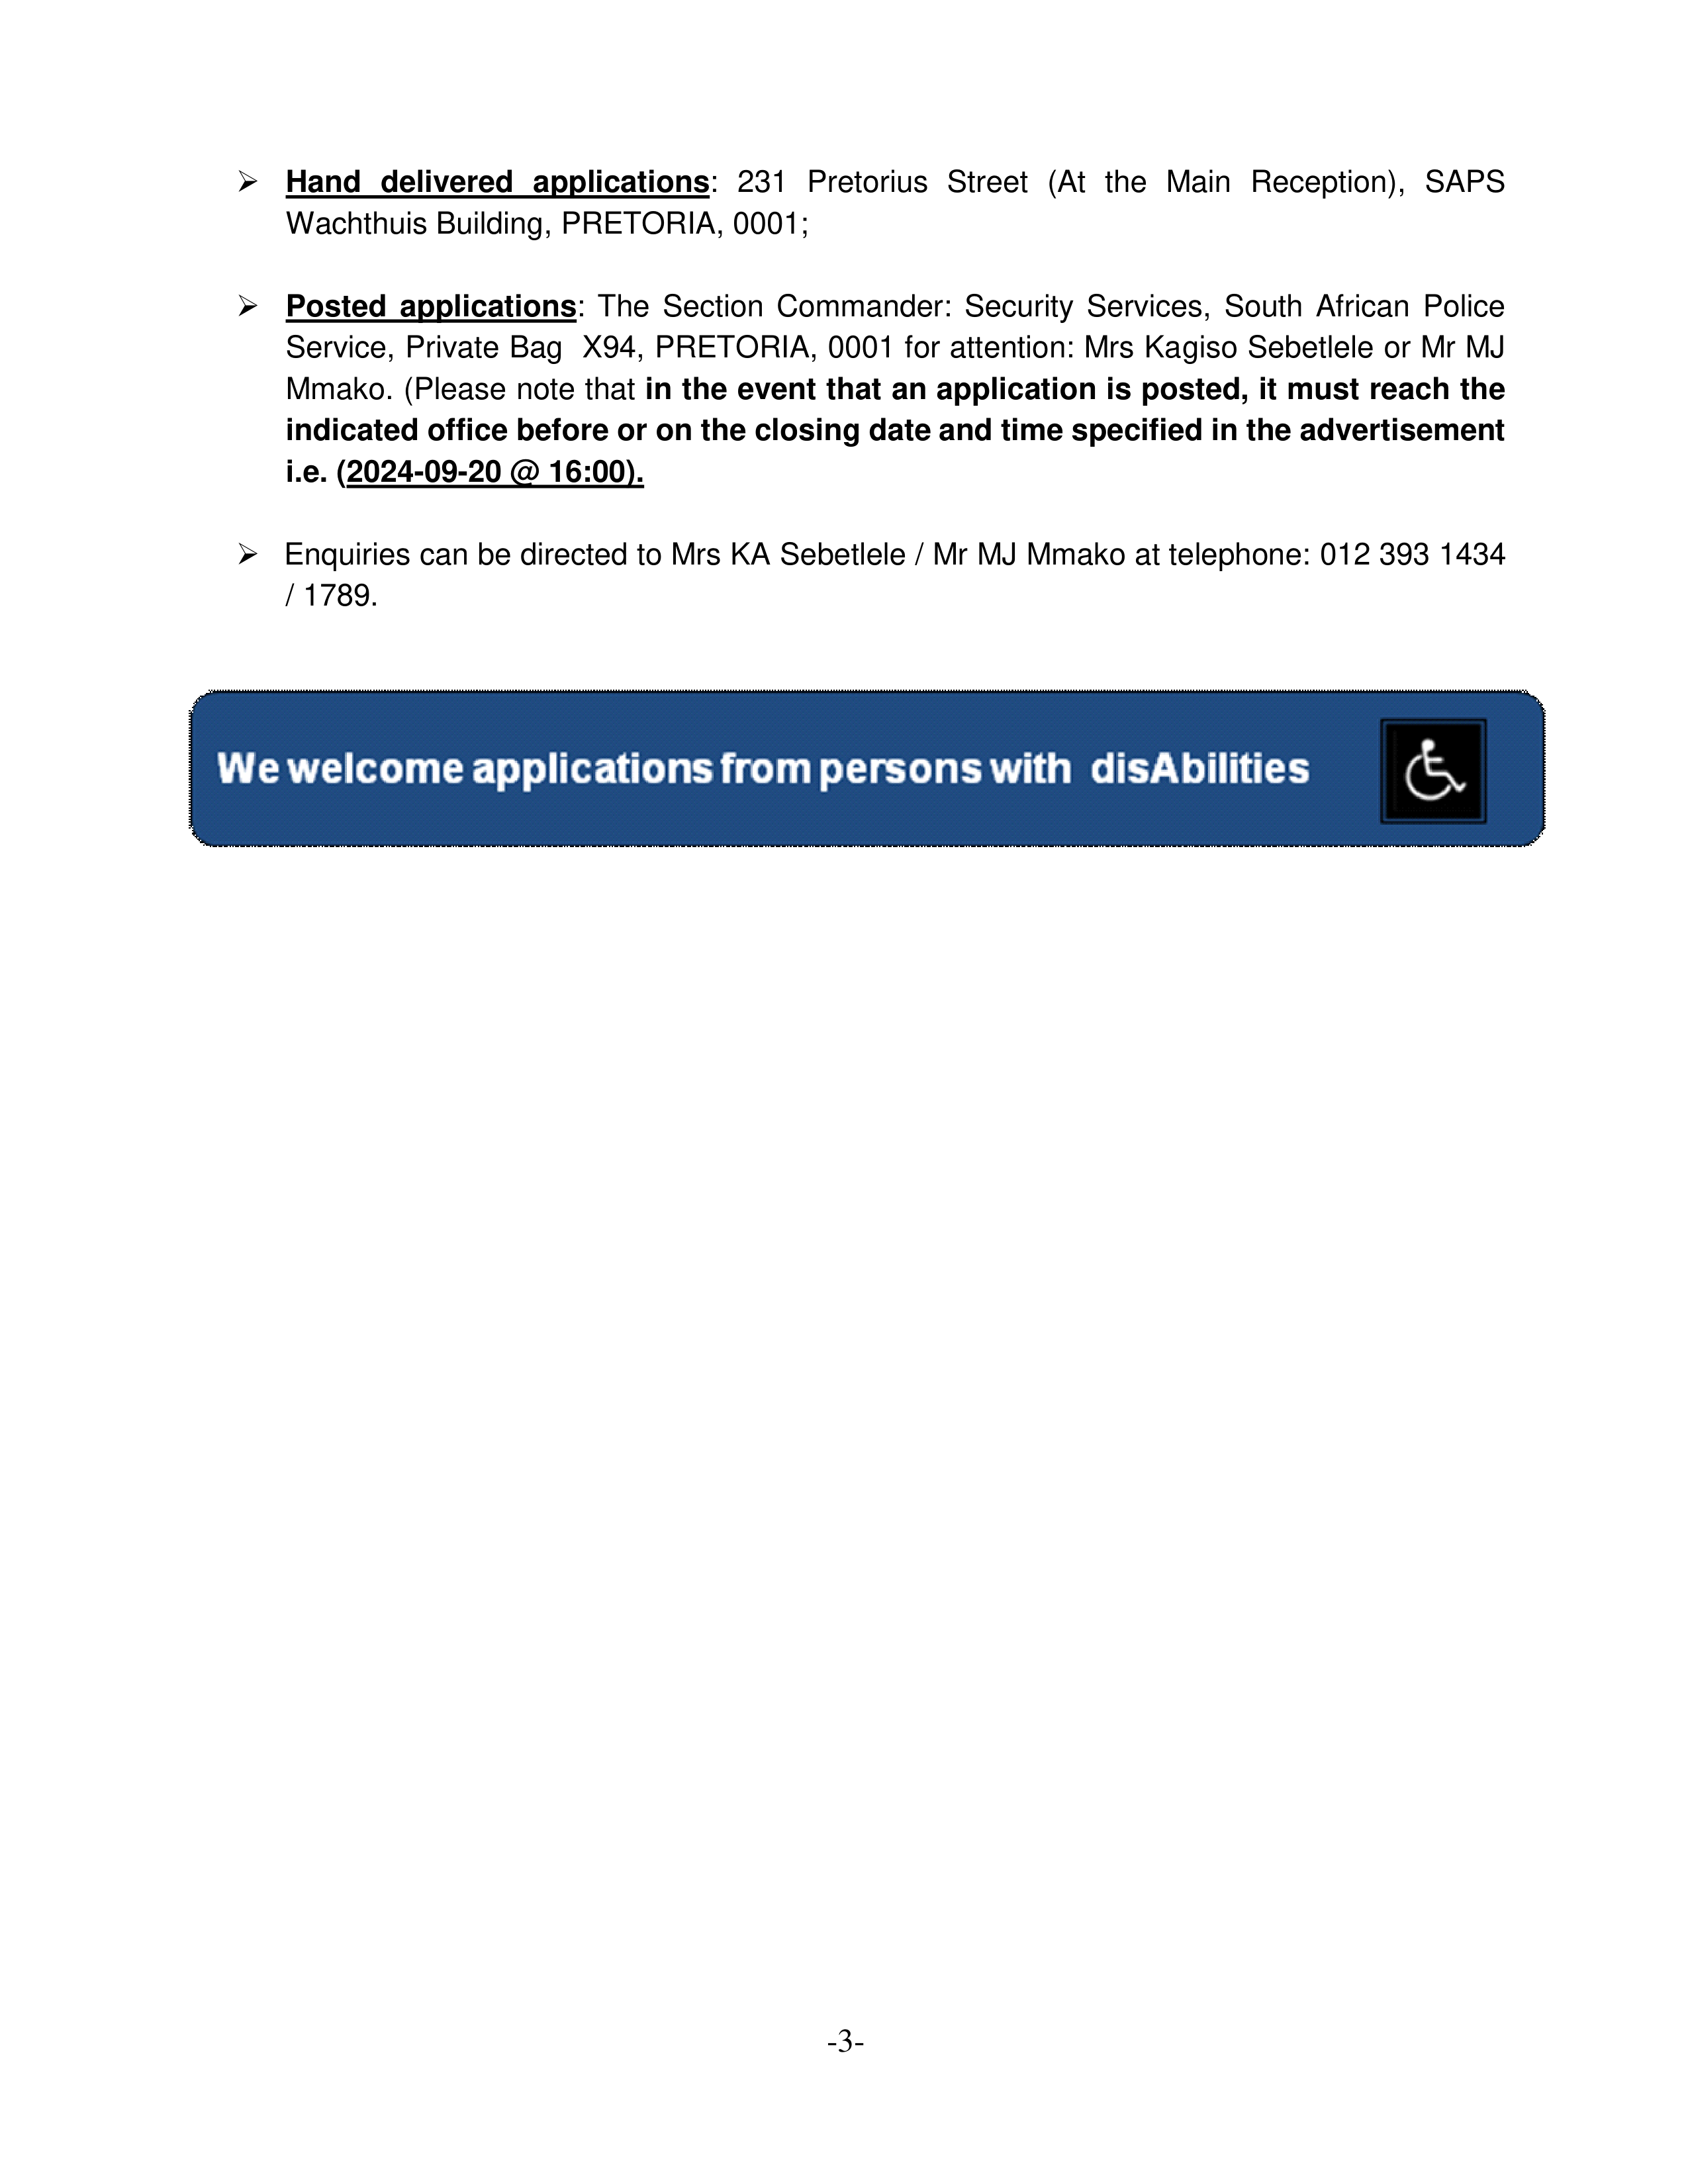 ➢ Hand delivered applications: 231 Pretorius Street (At the Main Reception), SAPS
Wachthuis Building, PRETORIA, 0001;
➢ Posted applications: The Section Commander: Security Services, South African Police
Service, Private Bag  X94, PRETORIA, 0001 for attention: Mrs Kagiso Sebetlele or Mr MJ
Mmako. (Please note that in the event that an application is posted, it must reach the
indicated office before or on the closing date and time specified in the advertisement
i.e. (2024-09-20 @ 16:00).
➢ Enquiries can be directed to Mrs KA Sebetlele / Mr MJ Mmako at telephone: 012 393 1434
/ 1789.
We welcome applications from persons with disAbilities
-3-